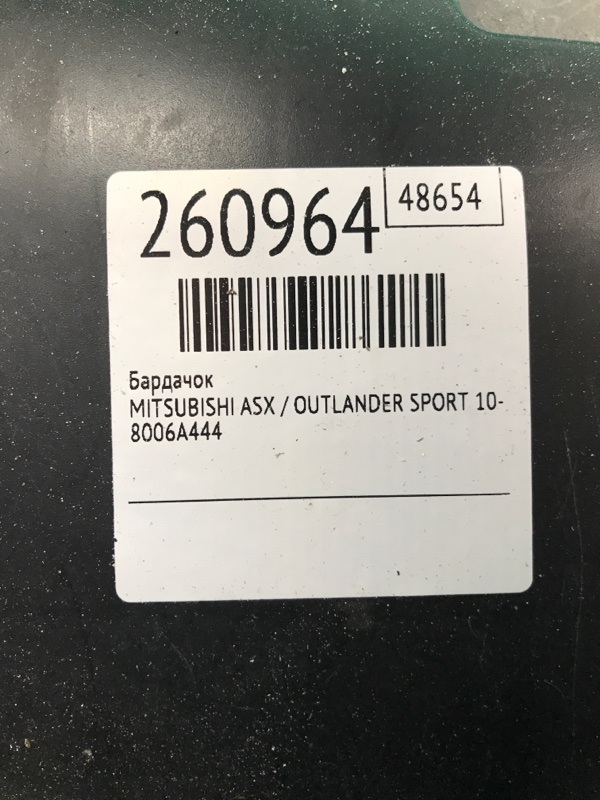 260964
48654
Бардачок
MITSUBISHI ASX / OUTLANDER SPORT 10-
8006A444